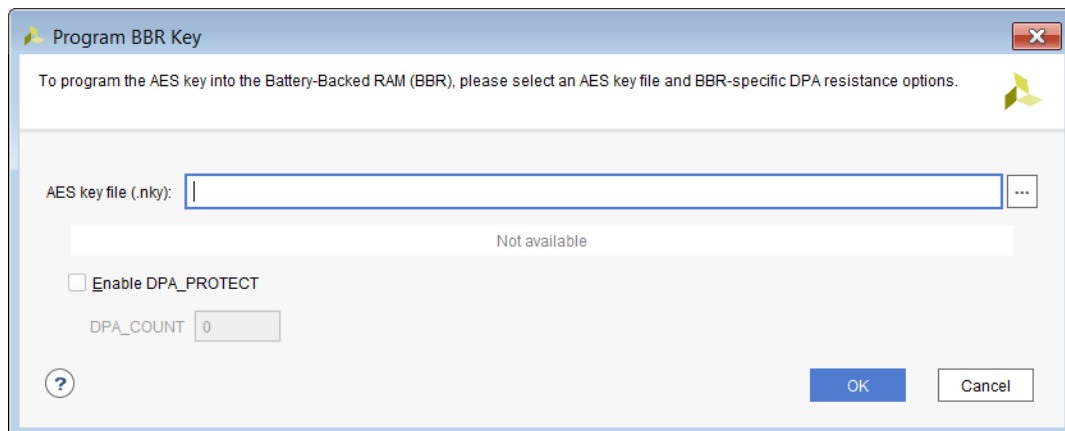 Program BBR Key
To program the AES key into the Battery-Backed RAM (BBR), please select an AES key file and BBR-specific DPA resistance options.
AES key file (.nky):
...
Not available
Enable DPA_PROTECT
DPA_COUNT 0
?
OK Cancel